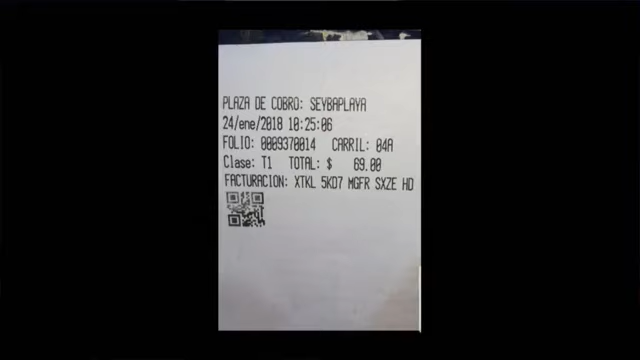 PLAZA DE COBRO: SEYBAPLAYA
24/ene/2018 10:25:06
FOLIO: 0009370014 CARRIL: 04A
Clase: T1 TOTAL: $ 69.00
FACTURACION: XTKL 5KD7 MGFR SXZE HD